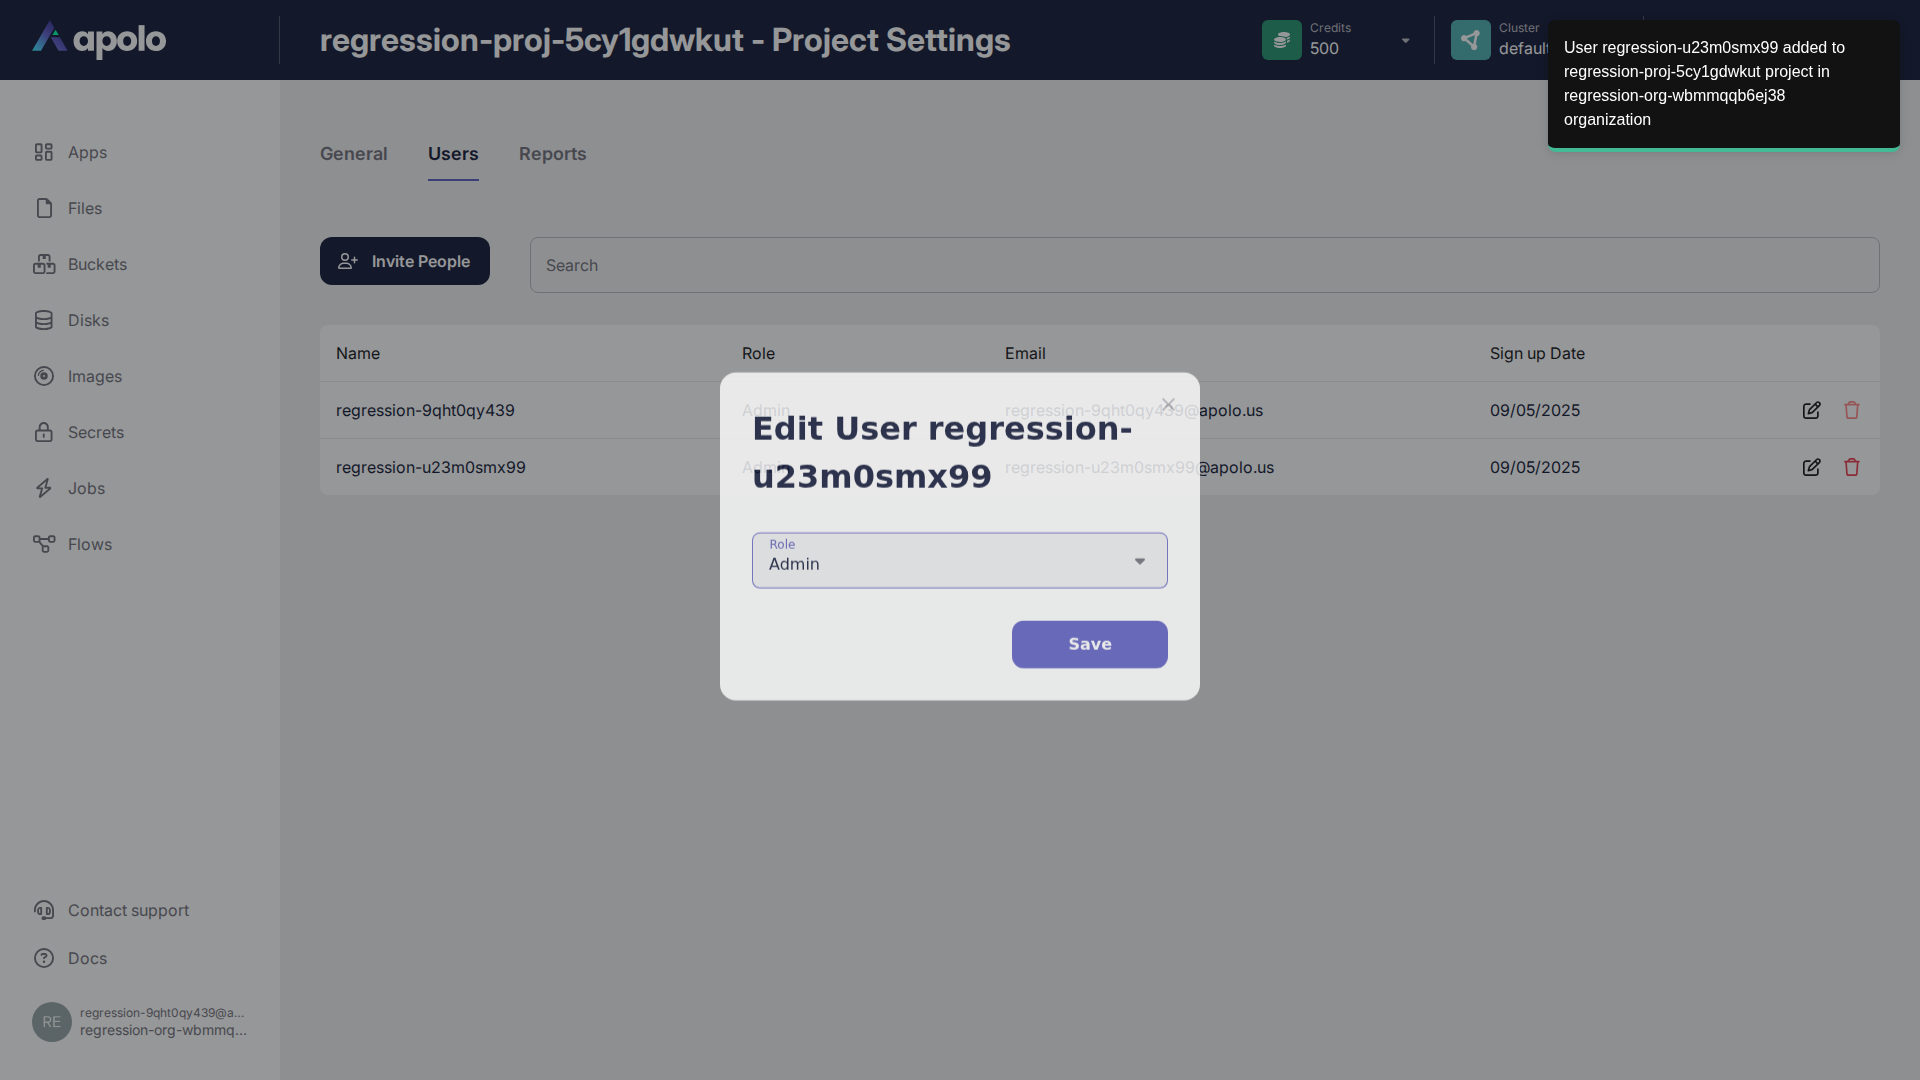 apolo
regression-proj-5cy1gdwkut - Project Settings
Credits
500
Cluster
default
User regression-u23m0smx99 added to
regression-proj-5cy1gdwkut project in
regression-org-wbmmqqb6ej38
organization
Apps
Files
Buckets
Disks
Images
Secrets
Jobs
Flows
Contact support
Docs
RE
regression-9qht0qy439@a...
regression-org-wbmmq...
General
Users
Reports
Invite People
Search
Name
Role
Email
Sign up Date
regression-9qht0qy439
Admin
regression-9qht0qy439@apolo.us
09/05/2025
regression-u23m0smx99
Admin
regression-u23m0smx99@apolo.us
09/05/2025
Edit User regression-
u23m0smx99
Role
Admin
Save